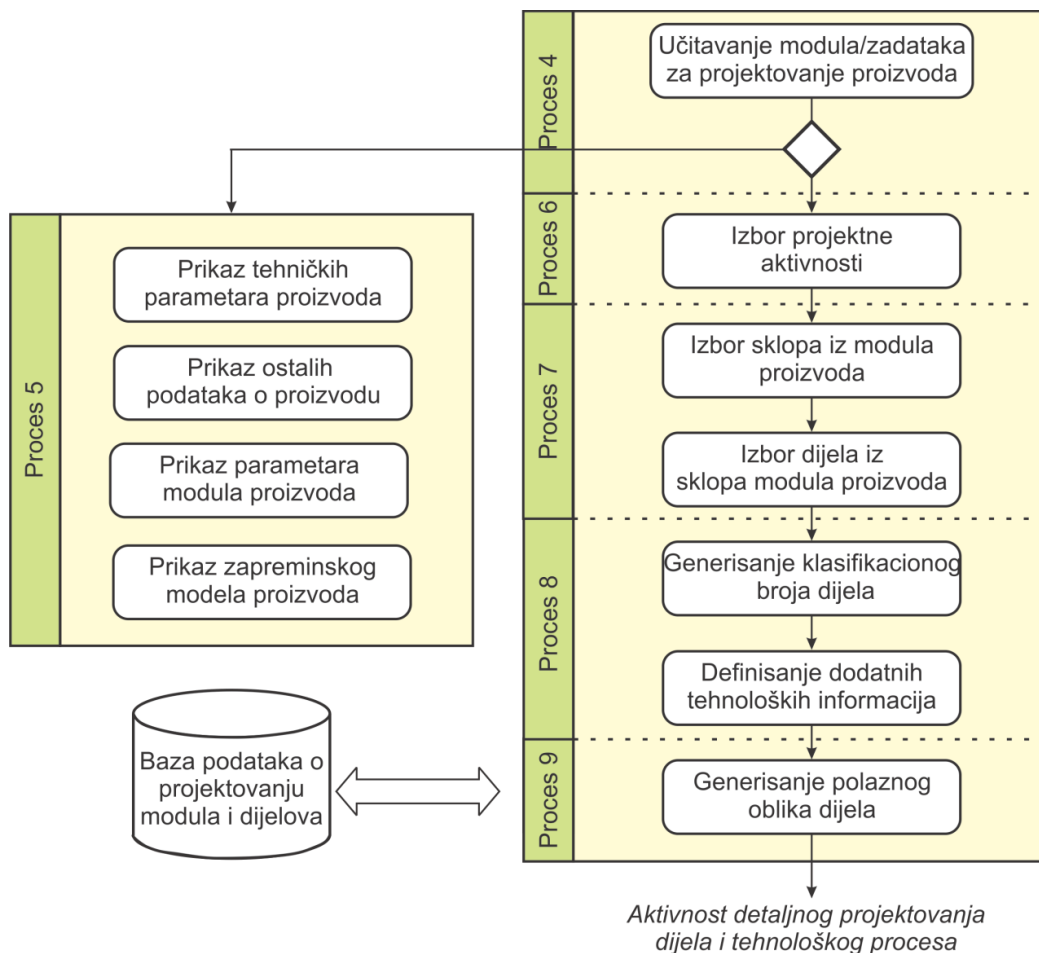 Proces 4
Učitavanje modula/zadataka
za projektovanje proizvoda
Proces 6
Izbor projektne
aktivnosti
Proces 5
Prikaz tehničkih
parametara proizvoda
Prikaz ostalih
podataka o proizvodu
Prikaz parametara
modula proizvoda
Prikaz zapreminskog
modela proizvoda
Proces 7
Izbor sklopa iz modula
proizvoda
Izbor dijela iz
sklopa modula proizvoda
Proces 8
Generisanje klasifikacionog
broja dijela
Definisanje dodatnih
tehnoloških informacija
Baza podataka o
projektovanju
modula i dijelova
Proces 9
Generisanje polaznog
oblika dijela
Aktivnost detaljnog projektovanja
dijela i tehnološkog procesa